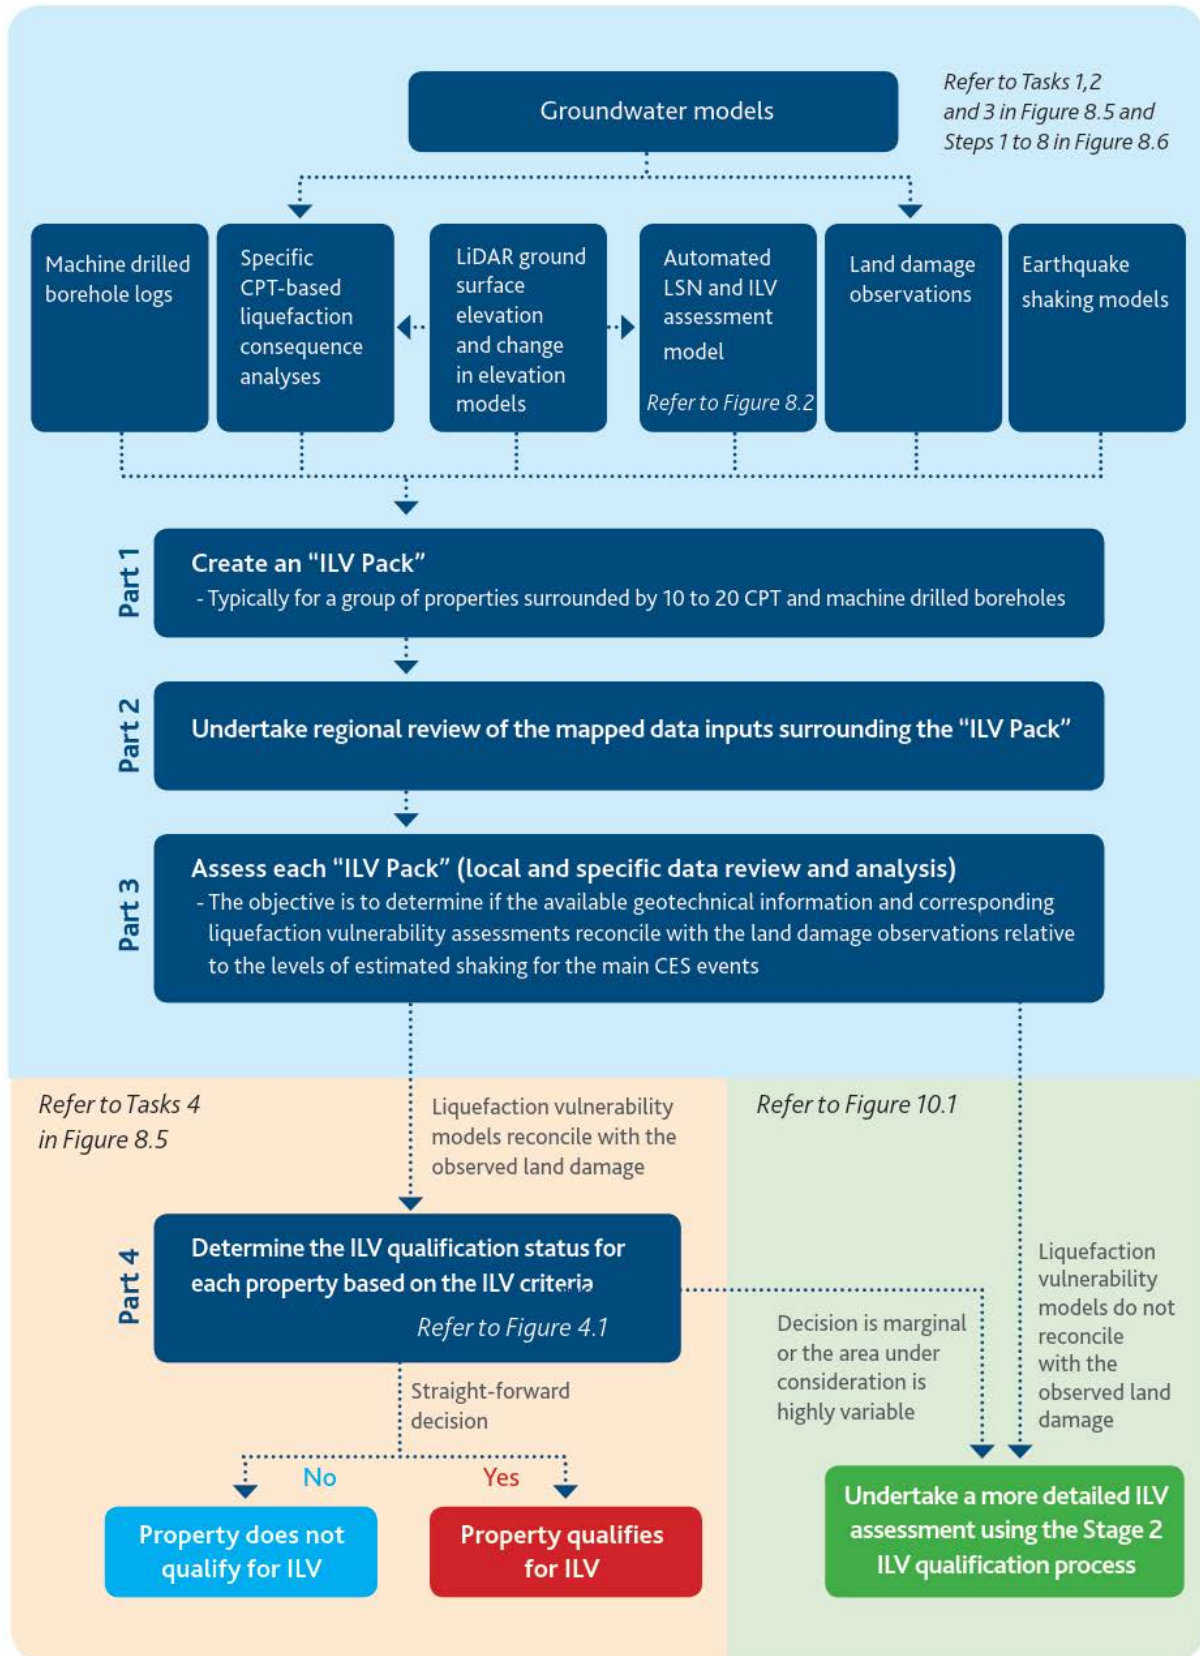 Groundwater models
Refer to Tasks 1,2
and 3 in Figure 8.5 and
Steps 1 to 8 in Figure 8.6
Machine drilled
borehole logs
Specific
CPT-based
liquefaction
consequence
analyses
LiDAR ground
surface
elevation
and change
in elevation
models
Automated
LSN and ILV
assessment
model
Refer to Figure 8.2
Land damage
observations
Earthquake
shaking models
Part 1
Create an “ILV Pack”
- Typically for a group of properties surrounded by 10 to 20 CPT and machine drilled boreholes
Part 2
Undertake regional review of the mapped data inputs surrounding the “ILV Pack”
Part 3
Assess each “ILV Pack” (local and specific data review and analysis)
- The objective is to determine if the available geotechnical information and corresponding
liquefaction vulnerability assessments reconcile with the land damage observations relative
to the levels of estimated shaking for the main CES events
Refer to Tasks 4
in Figure 8.5
Liquefaction vulnerability
models reconcile with the
observed land damage
Refer to Figure 10.1
Part 4
Determine the ILV qualification status for
each property based on the ILV criteria
Refer to Figure 4.1
Liquefaction
vulnerability
models do not
reconcile
with the
observed land
damage
Decision is marginal
or the area under
consideration is
highly variable
Straight-forward
decision
No
Yes
Property does not
qualify for ILV
Property qualifies
for ILV
Undertake a more detailed ILV
assessment using the Stage 2
ILV qualification process